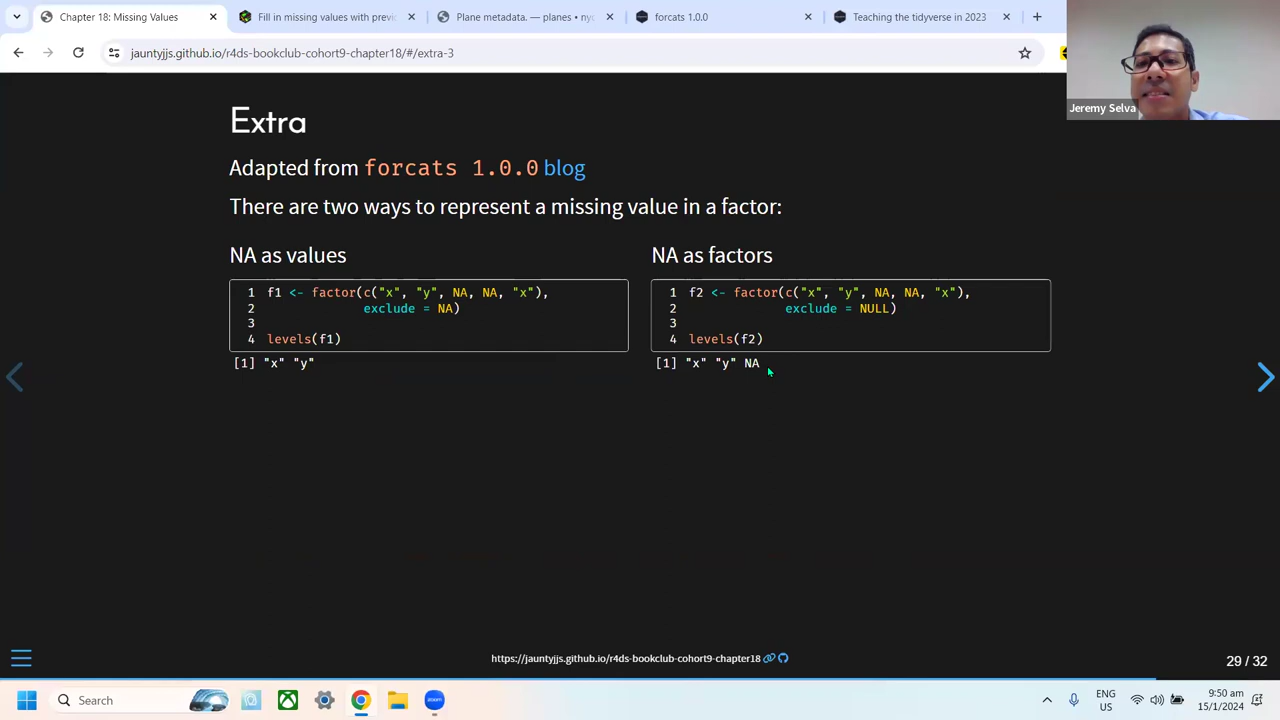 Chapter 18: Missing Values
Fill in missing values with previ
Plane metadata. — planes • nyc
forcats 1.0.0
Teaching the tidyverse in 2023
jauntyjjs.github.io/r4ds-bookclub-cohort9-chapter18/#/extra-3
Jeremy Selva
Extra
Adapted from forcats 1.0.0 blog
There are two ways to represent a missing value in a factor:
NA as values
1 f1 <- factor(c("x", "y", NA, NA, "x"),
2 exclude = NA)
3
4 levels(f1)
[1] "x" "y"
NA as factors
1 f2 <- factor(c("x", "y", NA, NA, "x"),
2 exclude = NULL)
3
4 levels(f2)
[1] "x" "y" NA
https://jauntyjjs.github.io/r4ds-bookclub-cohort9-chapter18
29 / 32
Search
zoom
ENG
US
9:50 am
15/1/2024